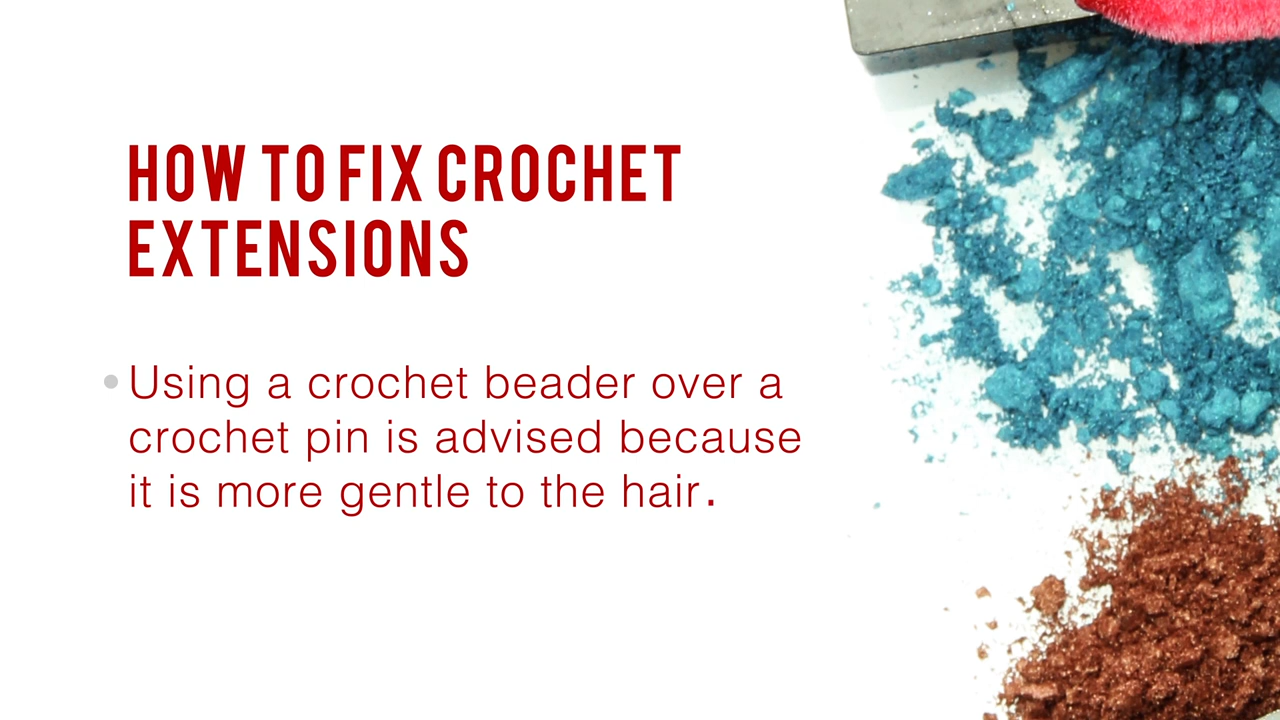 HOW TO FIX CROCHET
EXTENSIONS
Using a crochet beader over a
crochet pin is advised because
it is more gentle to the hair.